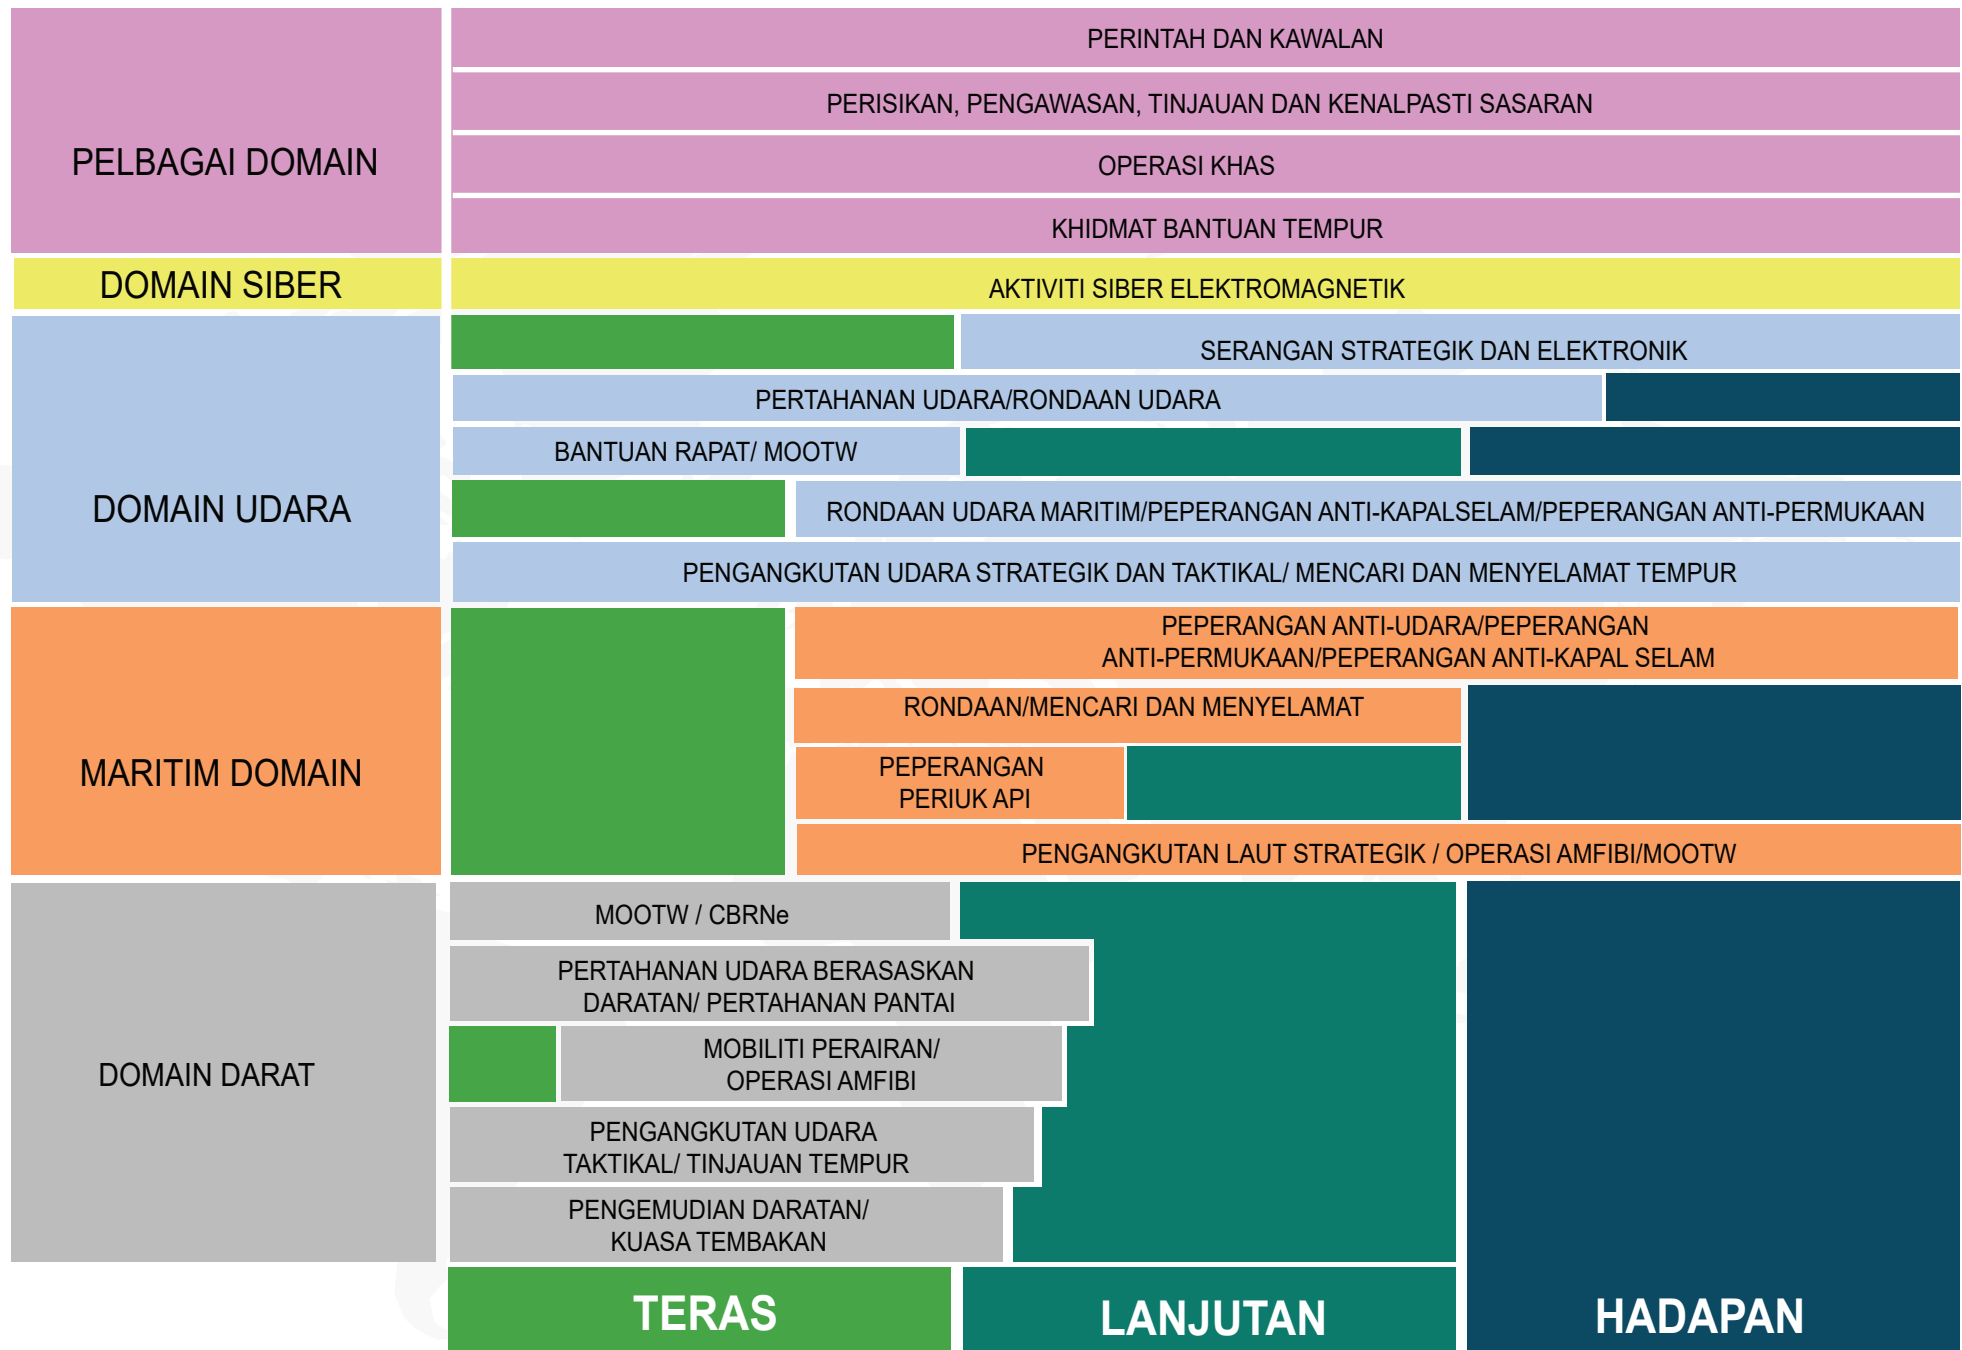 PELBAGAI DOMAIN
PERINTAH DAN KAWALAN
PERISIKAN, PENGAWASAN, TINJAUAN DAN KENALPASTI SASARAN
OPERASI KHAS
KHIDMAT BANTUAN TEMPUR
DOMAIN SIBER
AKTIVITI SIBER ELEKTROMAGNETIK
DOMAIN UDARA
SERANGAN STRATEGIK DAN ELEKTRONIK
PERTAHANAN UDARA/RONDAAN UDARA
BANTUAN RAPAT/ MOOTW
RONDAAN UDARA MARITIM/PEPERANGAN ANTI-KAPALSELAM/PEPERANGAN ANTI-PERMUKAAN
PENGANGKUTAN UDARA STRATEGIK DAN TAKTIKAL/ MENCARI DAN MENYELAMAT TEMPUR
MARITIM DOMAIN
PEPERANGAN ANTI-UDARA/PEPERANGAN
ANTI-PERMUKAAN/PEPERANGAN ANTI-KAPAL SELAM
RONDAAN/MENCARI DAN MENYELAMAT
PEPERANGAN
PERIUK API
PENGANGKUTAN LAUT STRATEGIK / OPERASI AMFIBI/MOOTW
DOMAIN DARAT
MOOTW / CBRNe
PERTAHANAN UDARA BERASASKAN
DARATAN/ PERTAHANAN PANTAI
MOBILITI PERAIRAN/
OPERASI AMFIBI
PENGANGKUTAN UDARA
TAKTIKAL/ TINJAUAN TEMPUR
PENGEMUDIAN DARATAN/
KUASA TEMBAKAN
TERAS
LANJUTAN
HADAPAN